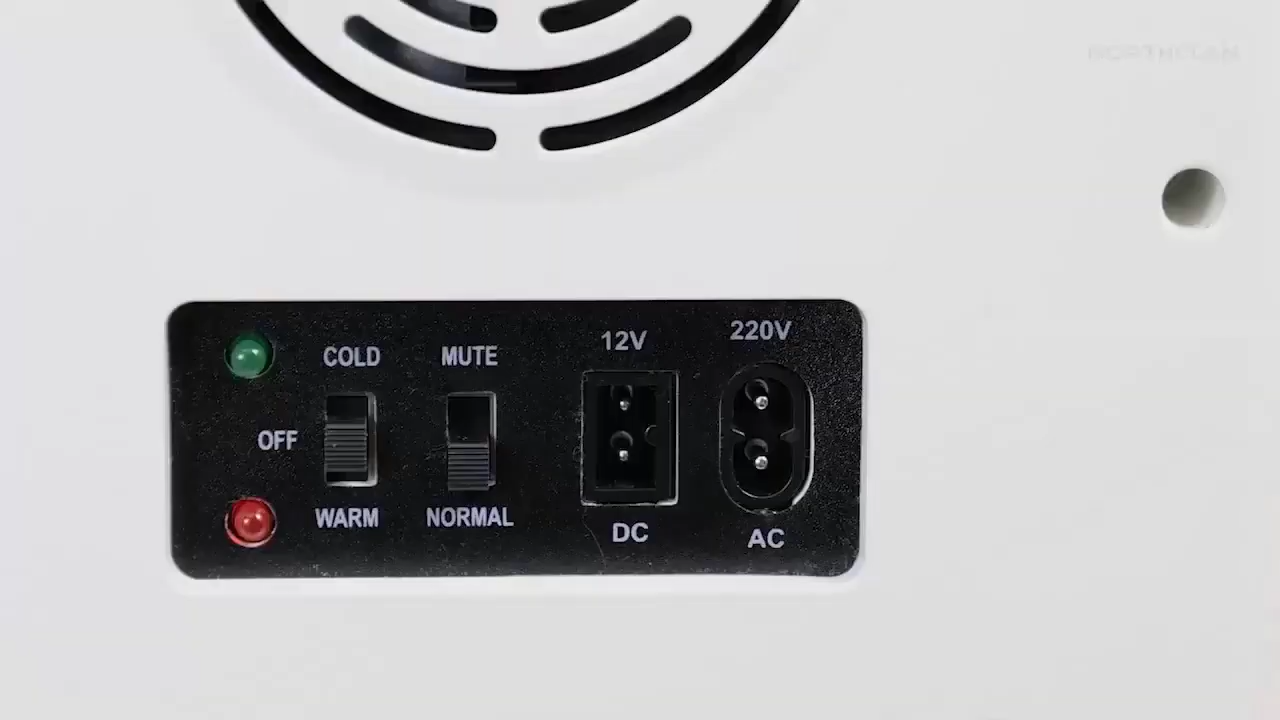 COLD
MUTE
12V
220V
OFF
WARM
NORMAL
DC
AC